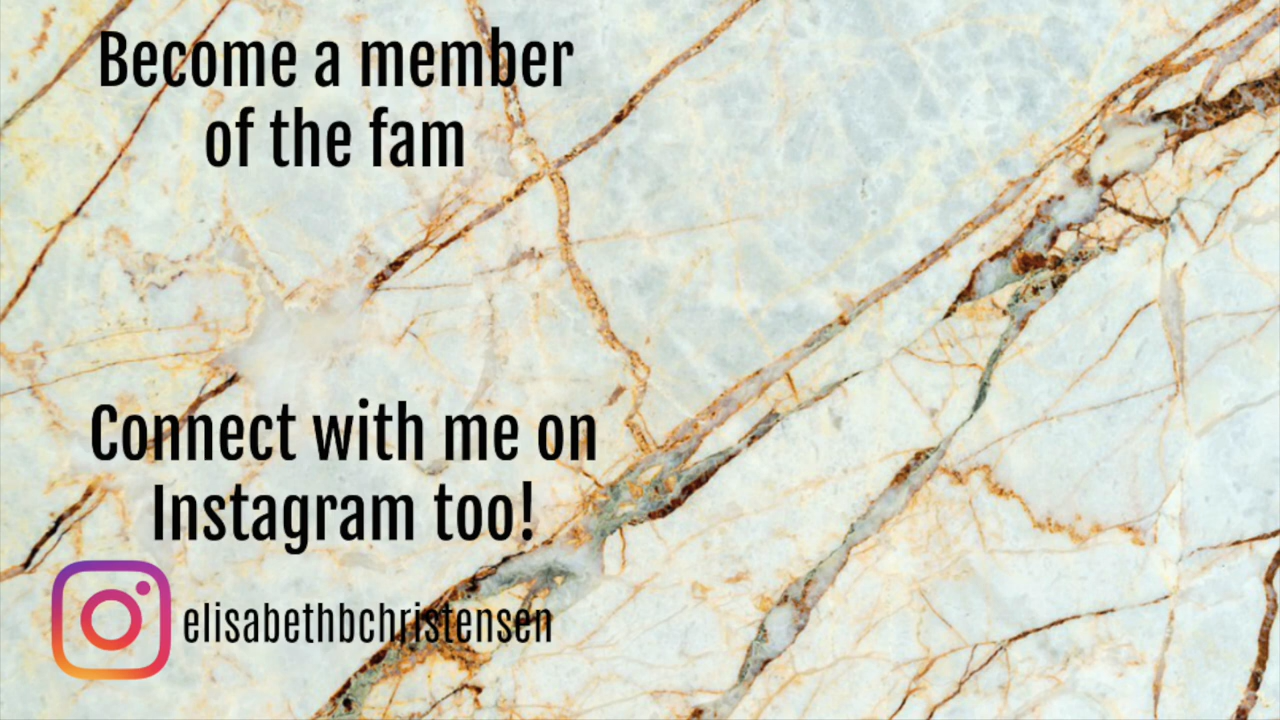 Become a member
of the fam
Connect with me on
Instagram too!
elisabethbchristensen